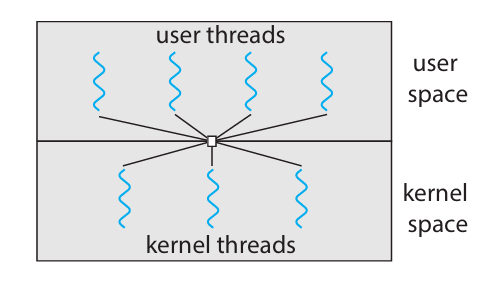 user threads
user
space
kernel
space
kernel threads